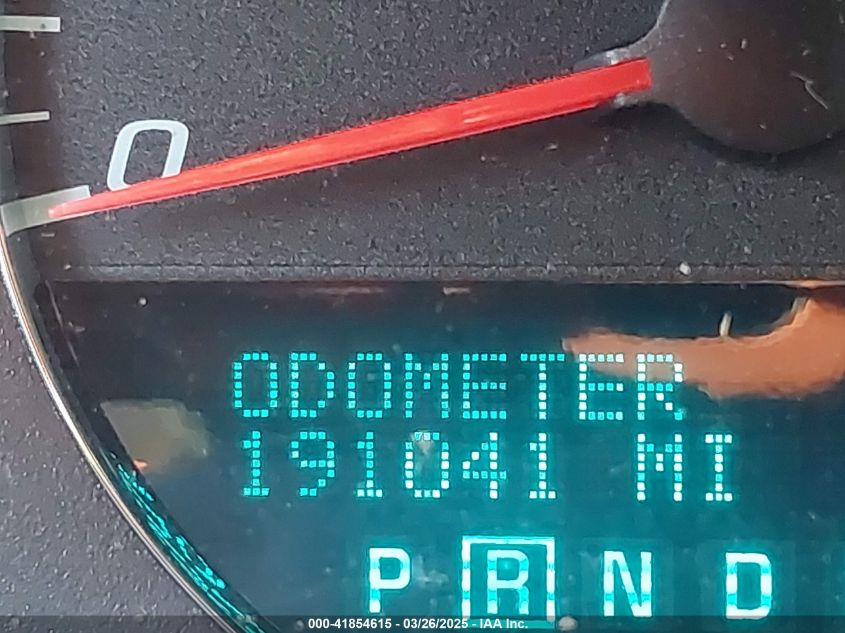 0
ODOMETER
191041 MI
P R N D
000-41854615 - 03/26/2025 - IAA Inc.